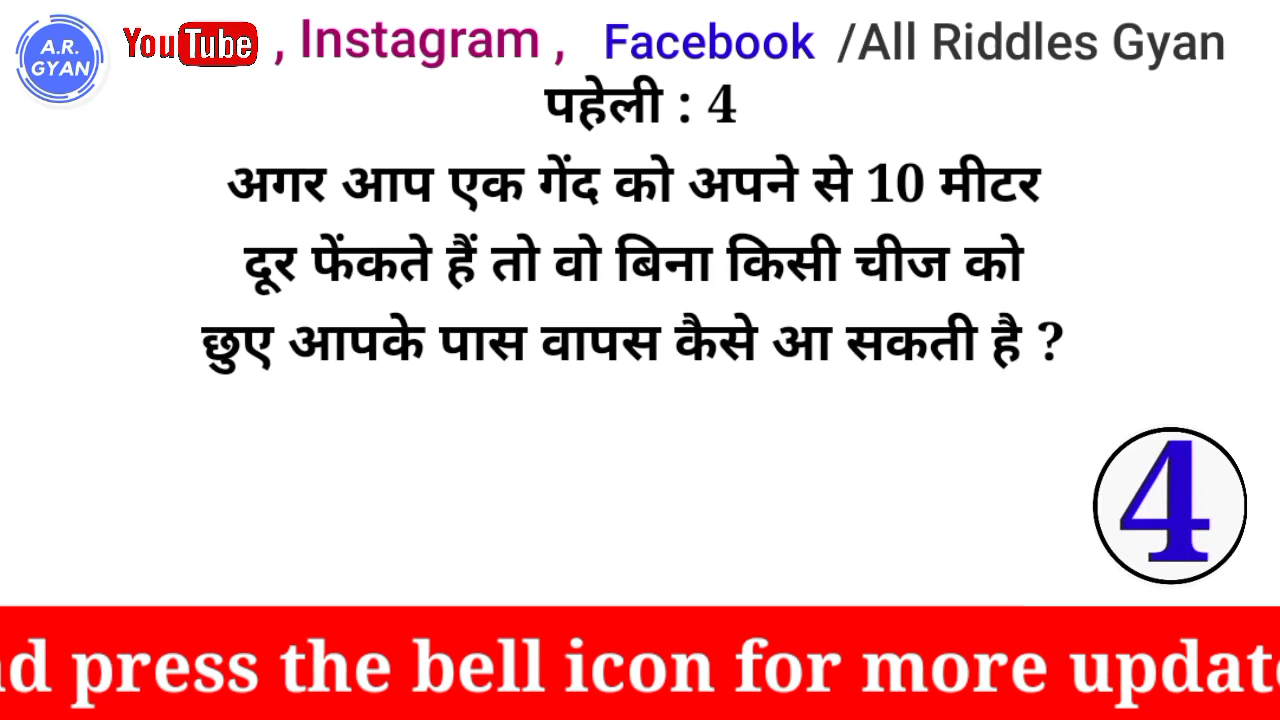 A.R. GYAN YouTube , Instagram , Facebook /All Riddles Gyan
पहेली : 4
अगर आप एक गेंद को अपने से 10 मीटर
दूर फेंकते हैं तो वो बिना किसी चीज को
छुए आपके पास वापस कैसे आ सकती है ?
4
press the bell icon for more